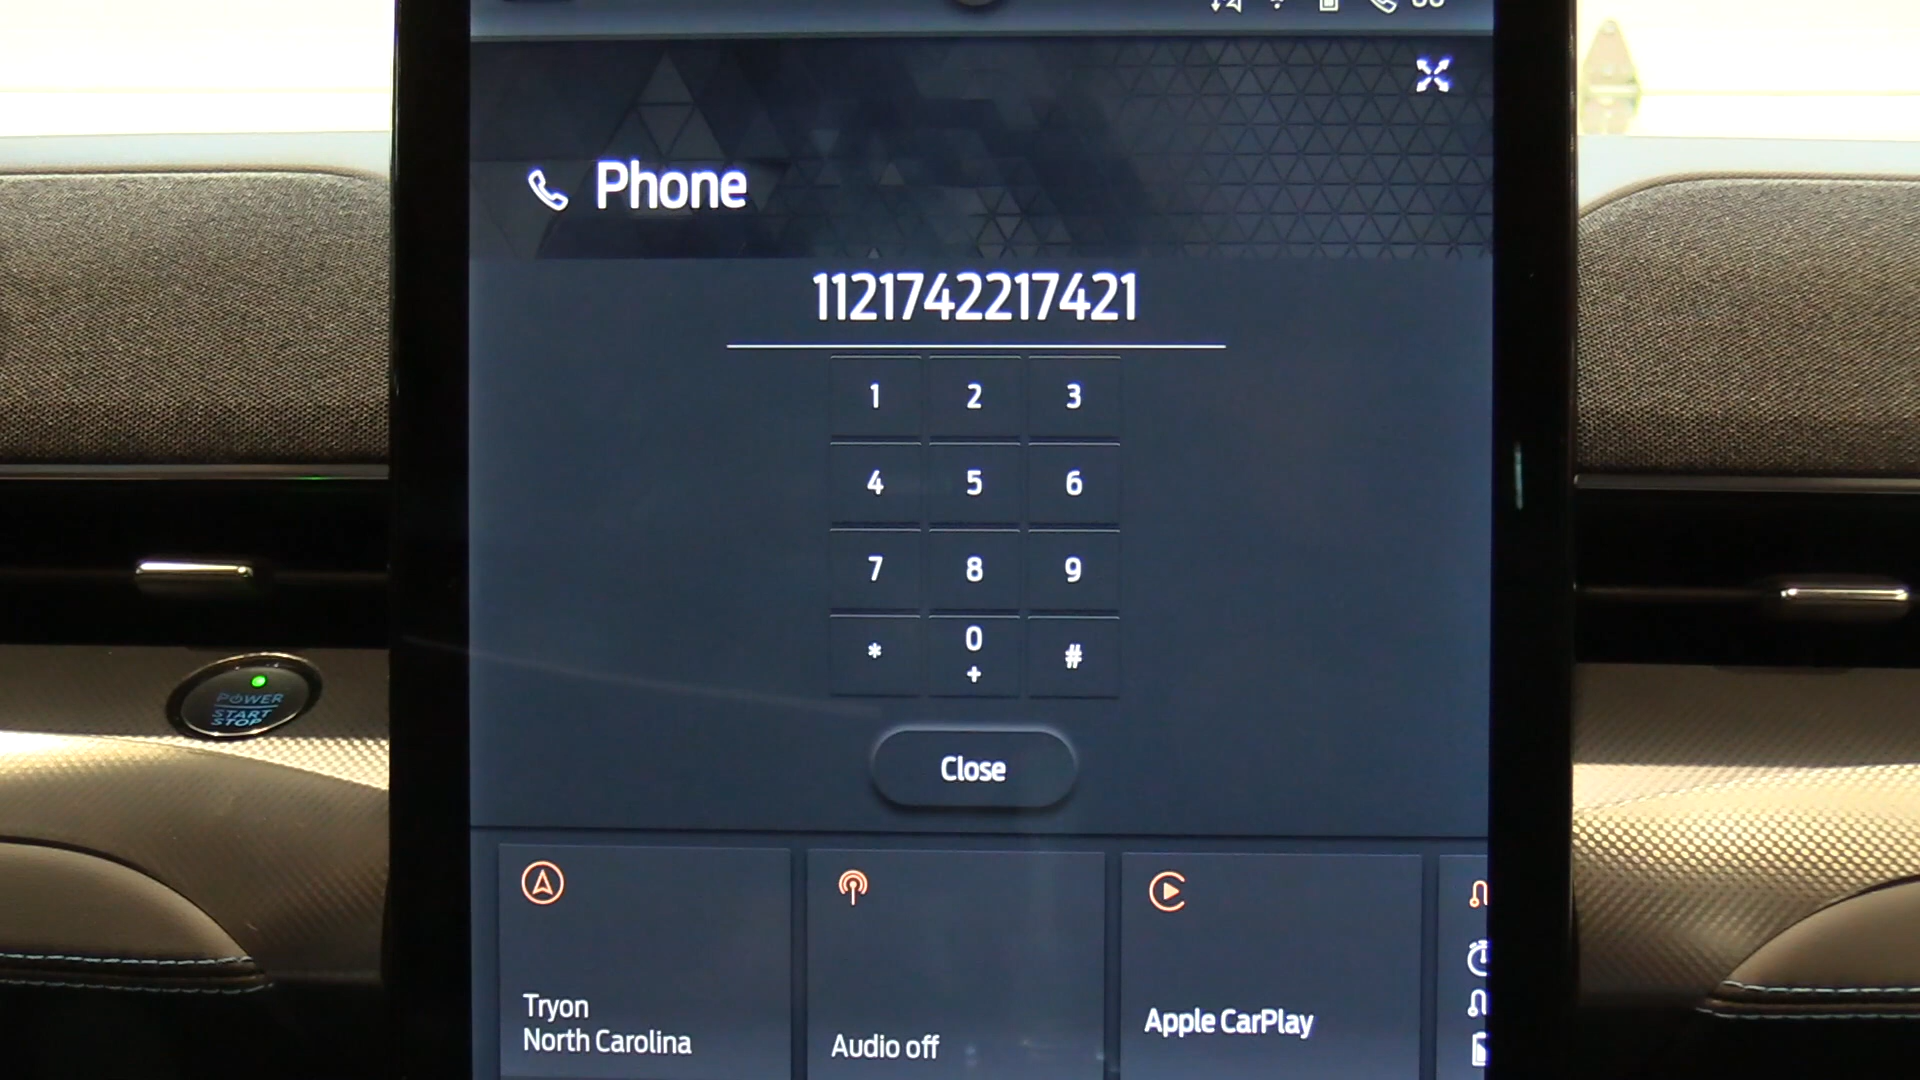 Phone
1121742217421
1 2 3
4 5 6
7 8 9
* 0 #
+
Close
POWER
START
STOP
Tryon
North Carolina
Audio off
Apple CarPlay